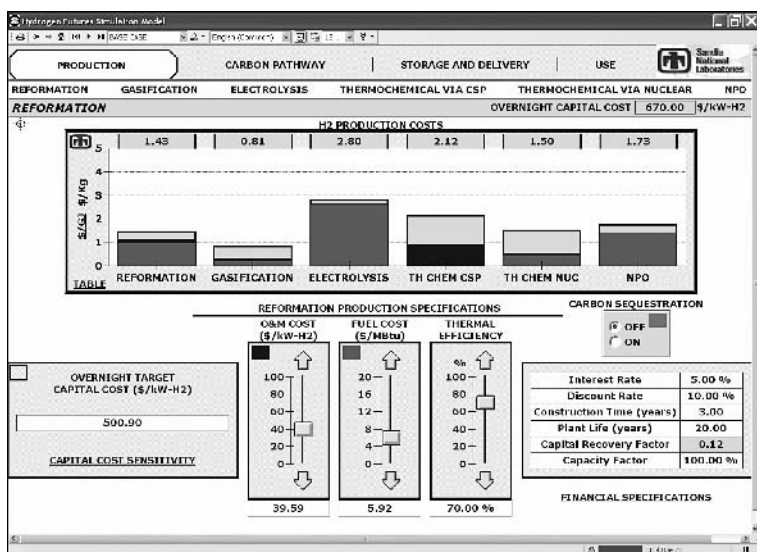 Hydrogen Futures Simulation Model
BASE CASE
English (Common)
PRODUCTION
CARBON PATHWAY
STORAGE AND DELIVERY
USE
Sandia
National
Laboratories
REFORMATION GASIFICATION ELECTROLYSIS THERMOCHEMICAL VIA CSP THERMOCHEMICAL VIA NUCLEAR NPO
REFORMATION
OVERNIGHT CAPITAL COST 670.00 $/kW-H2
H2 PRODUCTION COSTS
1.43 0.81 2.80 2.12 1.50 1.73
$/GJ $/Kg
5
4
3
2
1
0
TABLE
REFORMATION GASIFICATION ELECTROLYSIS TH CHEM CSP TH CHEM NUC NPO
REFORMATION PRODUCTION SPECIFICATIONS
CARBON SEQUESTRATION
OFF
ON
O&M COST
($/kW-H2)
100
80
60
40
20
0
39.59
FUEL COST
($/MBtu)
20
16
12
8
4
0
5.92
THERMAL
EFFICIENCY
%
100
80
60
40
20
0
70.00 %
OVERNIGHT TARGET
CAPITAL COST ($/kW-H2)
500.90
CAPITAL COST SENSITIVITY
Interest Rate 5.00 %
Discount Rate 10.00 %
Construction Time (years) 3.00
Plant Life (years) 20.00
Capital Recovery Factor 0.12
Capacity Factor 100.00 %
FINANCIAL SPECIFICATIONS